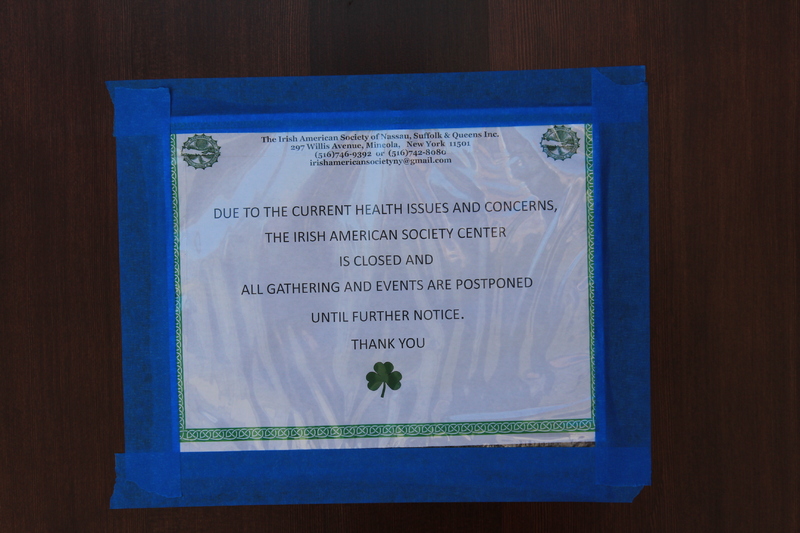 The Irish American Society of Nassau, Suffolk & Queens Inc.
297 Willis Avenue, Mineola, New York 11501
(516)746-9392 or (516)742-8080
irishamericansocietyny@gmail.com
DUE TO THE CURRENT HEALTH ISSUES AND CONCERNS,
THE IRISH AMERICAN SOCIETY CENTER
IS CLOSED AND
ALL GATHERING AND EVENTS ARE POSTPONED
UNTIL FURTHER NOTICE.
THANK YOU